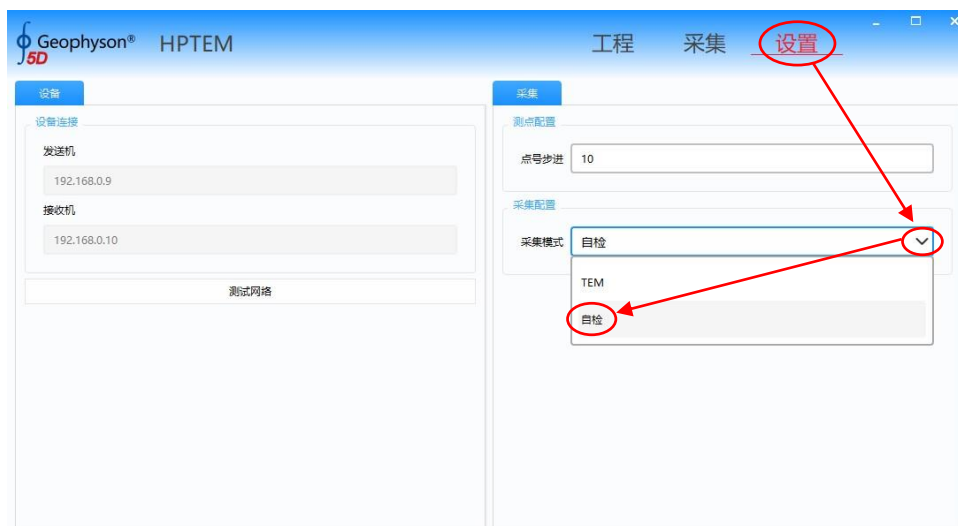 Geophyson® HPTEM 工程 采集 设置
5D
设备
设备连接
发送机
192.168.0.9
接收机
192.168.0.10
测试网络
采集
测点配置
点号步进 10
采集配置
采集模式 自检
TEM
自检